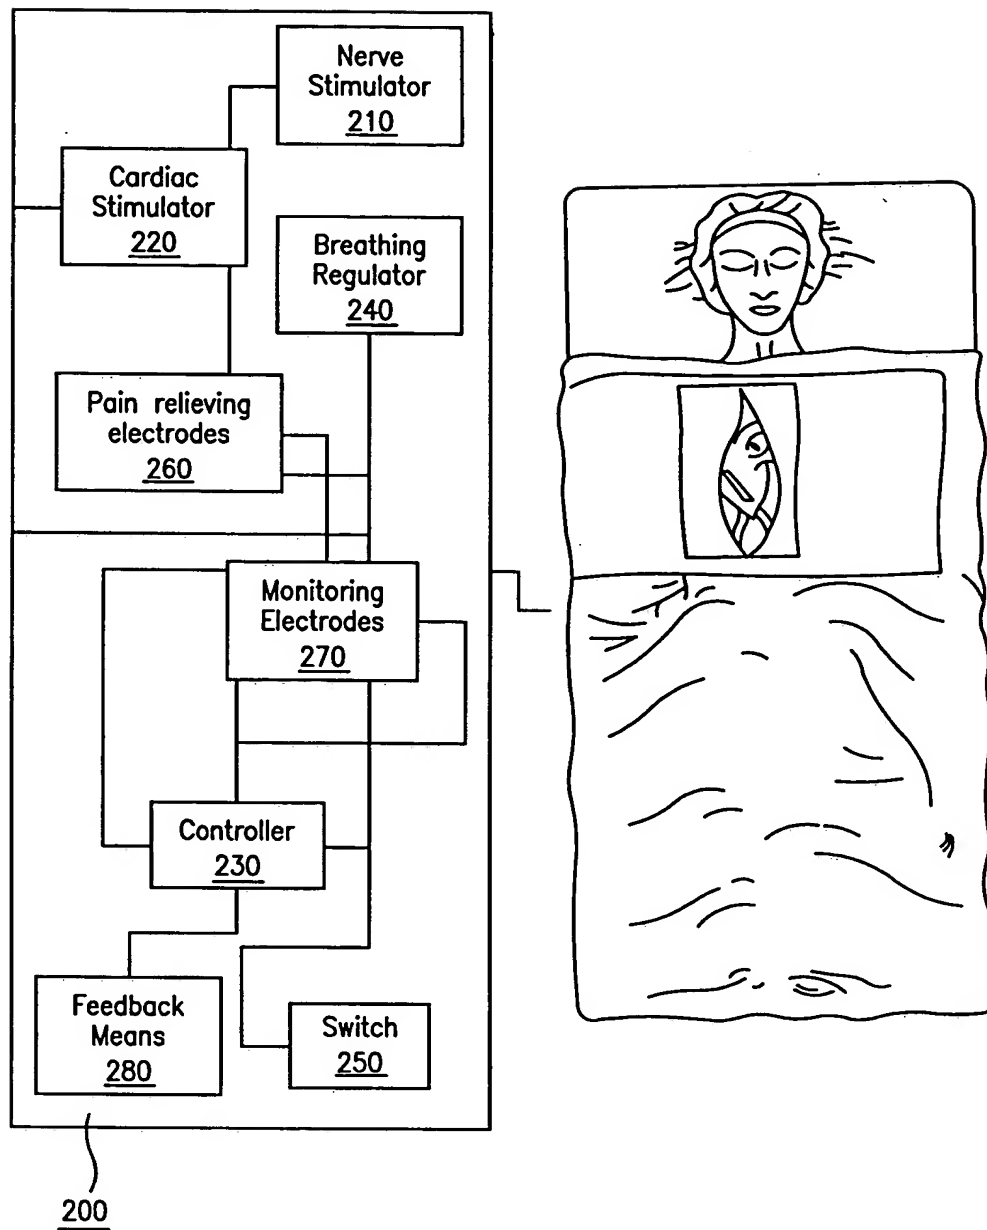 Nerve
Stimulator
210
Cardiac
Stimulator
220
Breathing
Regulator
240
Pain relieving
electrodes
260
Monitoring
Electrodes
270
Controller
230
Feedback
Means
280
Switch
250
200